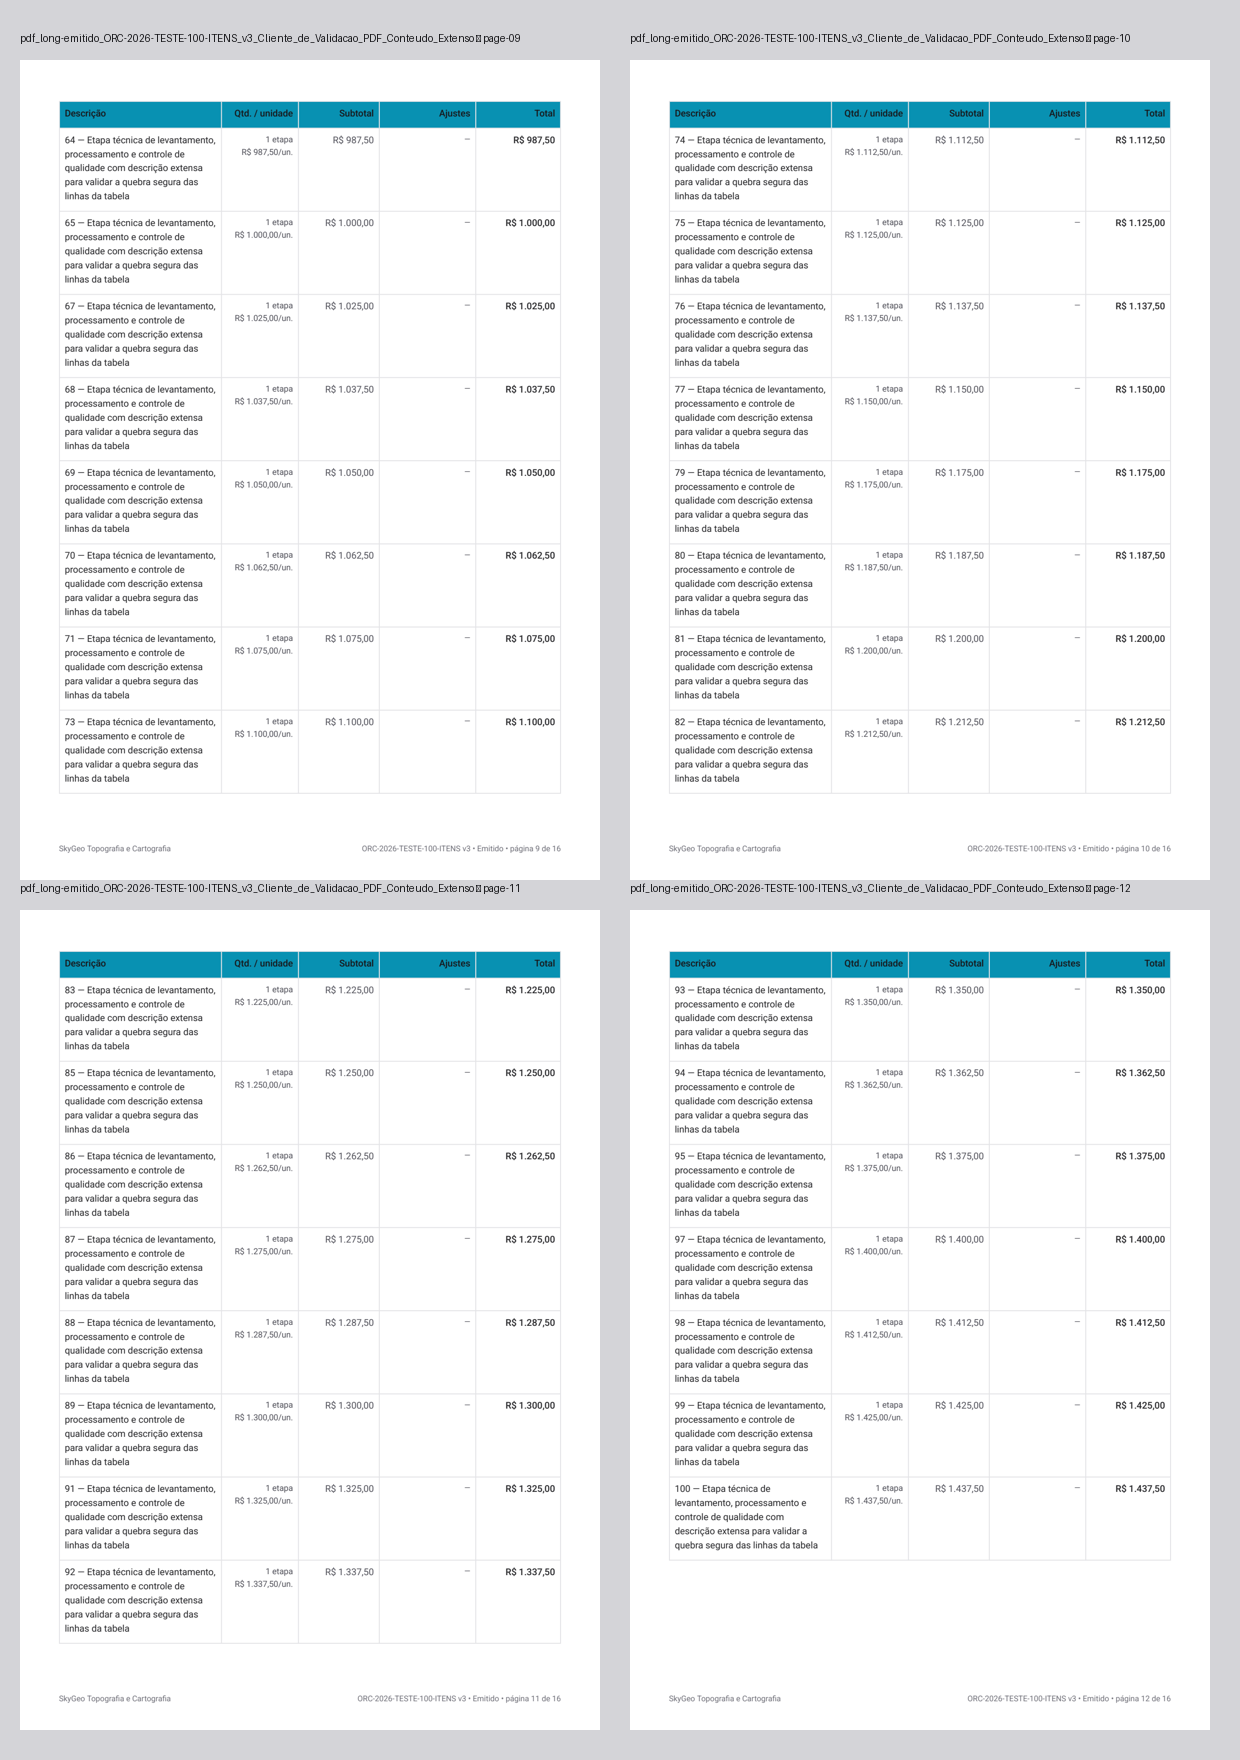 pdf_long-emitido_ORC-2026-TESTE-100-ITENS_v3_Cliente_de_Validacao_PDF_Conteudo_Extenso page-09
Descrição Qtd. / unidade Subtotal Ajustes Total
64 — Etapa técnica de levantamento, 1 etapa R$ 987,50 — R$ 987,50
processamento e controle de R$ 987,50/un.
qualidade com descrição extensa
para validar a quebra segura das
linhas da tabela
65 — Etapa técnica de levantamento, 1 etapa R$ 1.000,00 — R$ 1.000,00
processamento e controle de R$ 1.000,00/un.
qualidade com descrição extensa
para validar a quebra segura das
linhas da tabela
67 — Etapa técnica de levantamento, 1 etapa R$ 1.025,00 — R$ 1.025,00
processamento e controle de R$ 1.025,00/un.
qualidade com descrição extensa
para validar a quebra segura das
linhas da tabela
68 — Etapa técnica de levantamento, 1 etapa R$ 1.037,50 — R$ 1.037,50
processamento e controle de R$ 1.037,50/un.
qualidade com descrição extensa
para validar a quebra segura das
linhas da tabela
69 — Etapa técnica de levantamento, 1 etapa R$ 1.050,00 — R$ 1.050,00
processamento e controle de R$ 1.050,00/un.
qualidade com descrição extensa
para validar a quebra segura das
linhas da tabela
70 — Etapa técnica de levantamento, 1 etapa R$ 1.062,50 — R$ 1.062,50
processamento e controle de R$ 1.062,50/un.
qualidade com descrição extensa
para validar a quebra segura das
linhas da tabela
71 — Etapa técnica de levantamento, 1 etapa R$ 1.075,00 — R$ 1.075,00
processamento e controle de R$ 1.075,00/un.
qualidade com descrição extensa
para validar a quebra segura das
linhas da tabela
73 — Etapa técnica de levantamento, 1 etapa R$ 1.100,00 — R$ 1.100,00
processamento e controle de R$ 1.100,00/un.
qualidade com descrição extensa
para validar a quebra segura das
linhas da tabela
SkyGeo Topografia e Cartografia ORC-2026-TESTE-100-ITENS v3 • Emitido • página 9 de 16
pdf_long-emitido_ORC-2026-TESTE-100-ITENS_v3_Cliente_de_Validacao_PDF_Conteudo_Extenso page-10
Descrição Qtd. / unidade Subtotal Ajustes Total
74 — Etapa técnica de levantamento, 1 etapa R$ 1.112,50 — R$ 1.112,50
processamento e controle de R$ 1.112,50/un.
qualidade com descrição extensa
para validar a quebra segura das
linhas da tabela
75 — Etapa técnica de levantamento, 1 etapa R$ 1.125,00 — R$ 1.125,00
processamento e controle de R$ 1.125,00/un.
qualidade com descrição extensa
para validar a quebra segura das
linhas da tabela
76 — Etapa técnica de levantamento, 1 etapa R$ 1.137,50 — R$ 1.137,50
processamento e controle de R$ 1.137,50/un.
qualidade com descrição extensa
para validar a quebra segura das
linhas da tabela
77 — Etapa técnica de levantamento, 1 etapa R$ 1.150,00 — R$ 1.150,00
processamento e controle de R$ 1.150,00/un.
qualidade com descrição extensa
para validar a quebra segura das
linhas da tabela
79 — Etapa técnica de levantamento, 1 etapa R$ 1.175,00 — R$ 1.175,00
processamento e controle de R$ 1.175,00/un.
qualidade com descrição extensa
para validar a quebra segura das
linhas da tabela
80 — Etapa técnica de levantamento, 1 etapa R$ 1.187,50 — R$ 1.187,50
processamento e controle de R$ 1.187,50/un.
qualidade com descrição extensa
para validar a quebra segura das
linhas da tabela
81 — Etapa técnica de levantamento, 1 etapa R$ 1.200,00 — R$ 1.200,00
processamento e controle de R$ 1.200,00/un.
qualidade com descrição extensa
para validar a quebra segura das
linhas da tabela
82 — Etapa técnica de levantamento, 1 etapa R$ 1.212,50 — R$ 1.212,50
processamento e controle de R$ 1.212,50/un.
qualidade com descrição extensa
para validar a quebra segura das
linhas da tabela
SkyGeo Topografia e Cartografia ORC-2026-TESTE-100-ITENS v3 • Emitido • página 10 de 16
pdf_long-emitido_ORC-2026-TESTE-100-ITENS_v3_Cliente_de_Validacao_PDF_Conteudo_Extenso page-11
Descrição Qtd. / unidade Subtotal Ajustes Total
83 — Etapa técnica de levantamento, 1 etapa R$ 1.225,00 — R$ 1.225,00
processamento e controle de R$ 1.225,00/un.
qualidade com descrição extensa
para validar a quebra segura das
linhas da tabela
85 — Etapa técnica de levantamento, 1 etapa R$ 1.250,00 — R$ 1.250,00
processamento e controle de R$ 1.250,00/un.
qualidade com descrição extensa
para validar a quebra segura das
linhas da tabela
86 — Etapa técnica de levantamento, 1 etapa R$ 1.262,50 — R$ 1.262,50
processamento e controle de R$ 1.262,50/un.
qualidade com descrição extensa
para validar a quebra segura das
linhas da tabela
87 — Etapa técnica de levantamento, 1 etapa R$ 1.275,00 — R$ 1.275,00
processamento e controle de R$ 1.275,00/un.
qualidade com descrição extensa
para validar a quebra segura das
linhas da tabela
88 — Etapa técnica de levantamento, 1 etapa R$ 1.287,50 — R$ 1.287,50
processamento e controle de R$ 1.287,50/un.
qualidade com descrição extensa
para validar a quebra segura das
linhas da tabela
89 — Etapa técnica de levantamento, 1 etapa R$ 1.300,00 — R$ 1.300,00
processamento e controle de R$ 1.300,00/un.
qualidade com descrição extensa
para validar a quebra segura das
linhas da tabela
91 — Etapa técnica de levantamento, 1 etapa R$ 1.325,00 — R$ 1.325,00
processamento e controle de R$ 1.325,00/un.
qualidade com descrição extensa
para validar a quebra segura das
linhas da tabela
92 — Etapa técnica de levantamento, 1 etapa R$ 1.337,50 — R$ 1.337,50
processamento e controle de R$ 1.337,50/un.
qualidade com descrição extensa
para validar a quebra segura das
linhas da tabela
SkyGeo Topografia e Cartografia ORC-2026-TESTE-100-ITENS v3 • Emitido • página 11 de 16
pdf_long-emitido_ORC-2026-TESTE-100-ITENS_v3_Cliente_de_Validacao_PDF_Conteudo_Extenso page-12
Descrição Qtd. / unidade Subtotal Ajustes Total
93 — Etapa técnica de levantamento, 1 etapa R$ 1.350,00 — R$ 1.350,00
processamento e controle de R$ 1.350,00/un.
qualidade com descrição extensa
para validar a quebra segura das
linhas da tabela
94 — Etapa técnica de levantamento, 1 etapa R$ 1.362,50 — R$ 1.362,50
processamento e controle de R$ 1.362,50/un.
qualidade com descrição extensa
para validar a quebra segura das
linhas da tabela
95 — Etapa técnica de levantamento, 1 etapa R$ 1.375,00 — R$ 1.375,00
processamento e controle de R$ 1.375,00/un.
qualidade com descrição extensa
para validar a quebra segura das
linhas da tabela
97 — Etapa técnica de levantamento, 1 etapa R$ 1.400,00 — R$ 1.400,00
processamento e controle de R$ 1.400,00/un.
qualidade com descrição extensa
para validar a quebra segura das
linhas da tabela
98 — Etapa técnica de levantamento, 1 etapa R$ 1.412,50 — R$ 1.412,50
processamento e controle de R$ 1.412,50/un.
qualidade com descrição extensa
para validar a quebra segura das
linhas da tabela
99 — Etapa técnica de levantamento, 1 etapa R$ 1.425,00 — R$ 1.425,00
processamento e controle de R$ 1.425,00/un.
qualidade com descrição extensa
para validar a quebra segura das
linhas da tabela
100 — Etapa técnica de 1 etapa R$ 1.437,50 — R$ 1.437,50
levantamento, processamento e R$ 1.437,50/un.
controle de qualidade com
descrição extensa para validar a
quebra segura das linhas da tabela
SkyGeo Topografia e Cartografia ORC-2026-TESTE-100-ITENS v3 • Emitido • página 12 de 16